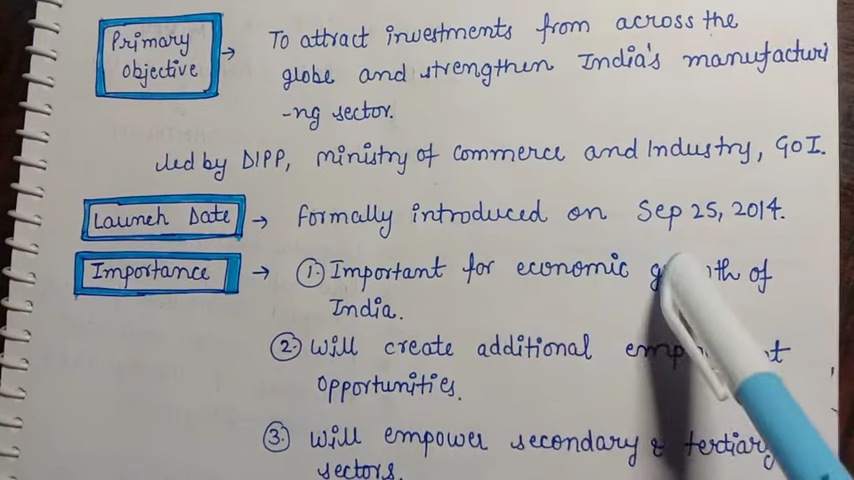 Primary Objective → To attract investments from across the
globe and strengthen India's manufacturi
-ng sector.
led by DIPP, ministry of commerce and Industry, GOI.
Launch Date → formally introduced on Sep 25, 2014.
Importance → 1. Important for economic of
India.
2. will create additional
opportunities.
3. will empower secondary & tertiary
sectors.